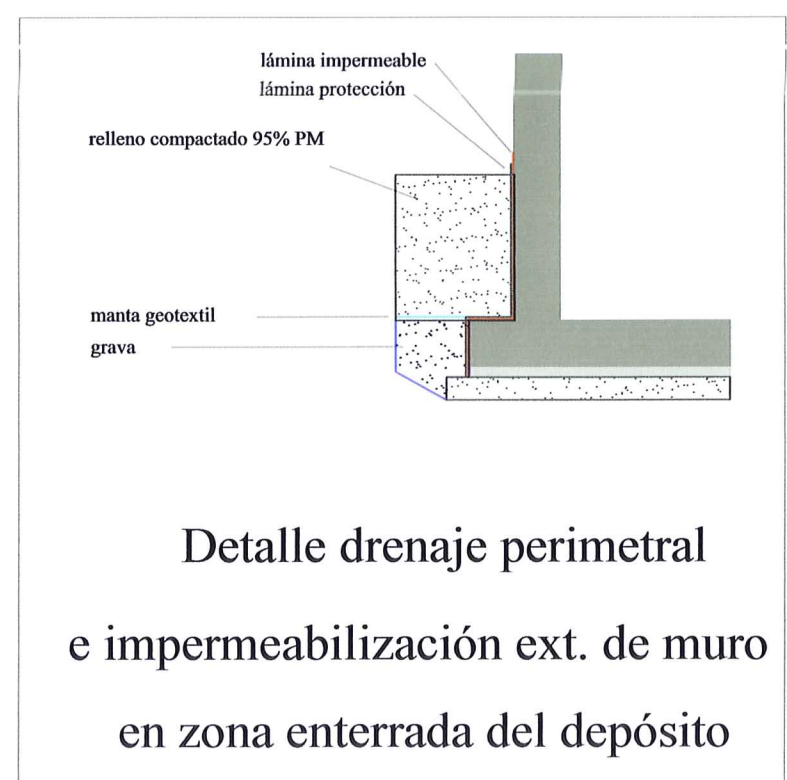 lámina impermeable
lámina protección
relleno compactado 95% PM
manta geotextil
grava
Detalle drenaje perimetral
e impermeabilización ext. de muro
en zona enterrada del depósito